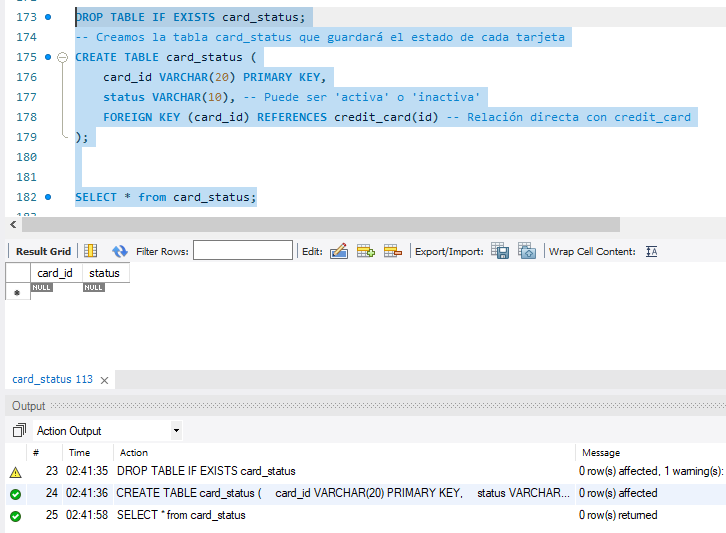 173 DROP TABLE IF EXISTS card_status;
174 -- Creamos la tabla card_status que guardará el estado de cada tarjeta
175 CREATE TABLE card_status (
176 card_id VARCHAR(20) PRIMARY KEY,
177 status VARCHAR(10), -- Puede ser 'activa' o 'inactiva'
178 FOREIGN KEY (card_id) REFERENCES credit_card(id) -- Relación directa con credit_card
179 );
180
181
182 SELECT * from card_status;
Result Grid Filter Rows: Edit: Export/Import: Wrap Cell Content:
card_id status
NULL NULL
card_status 113
Output
Action Output
# Time Action Message
23 02:41:35 DROP TABLE IF EXISTS card_status 0 row(s) affected, 1 warning(s):
24 02:41:36 CREATE TABLE card_status ( card_id VARCHAR(20) PRIMARY KEY, status VARCHAR... 0 row(s) affected
25 02:41:58 SELECT * from card_status 0 row(s) returned